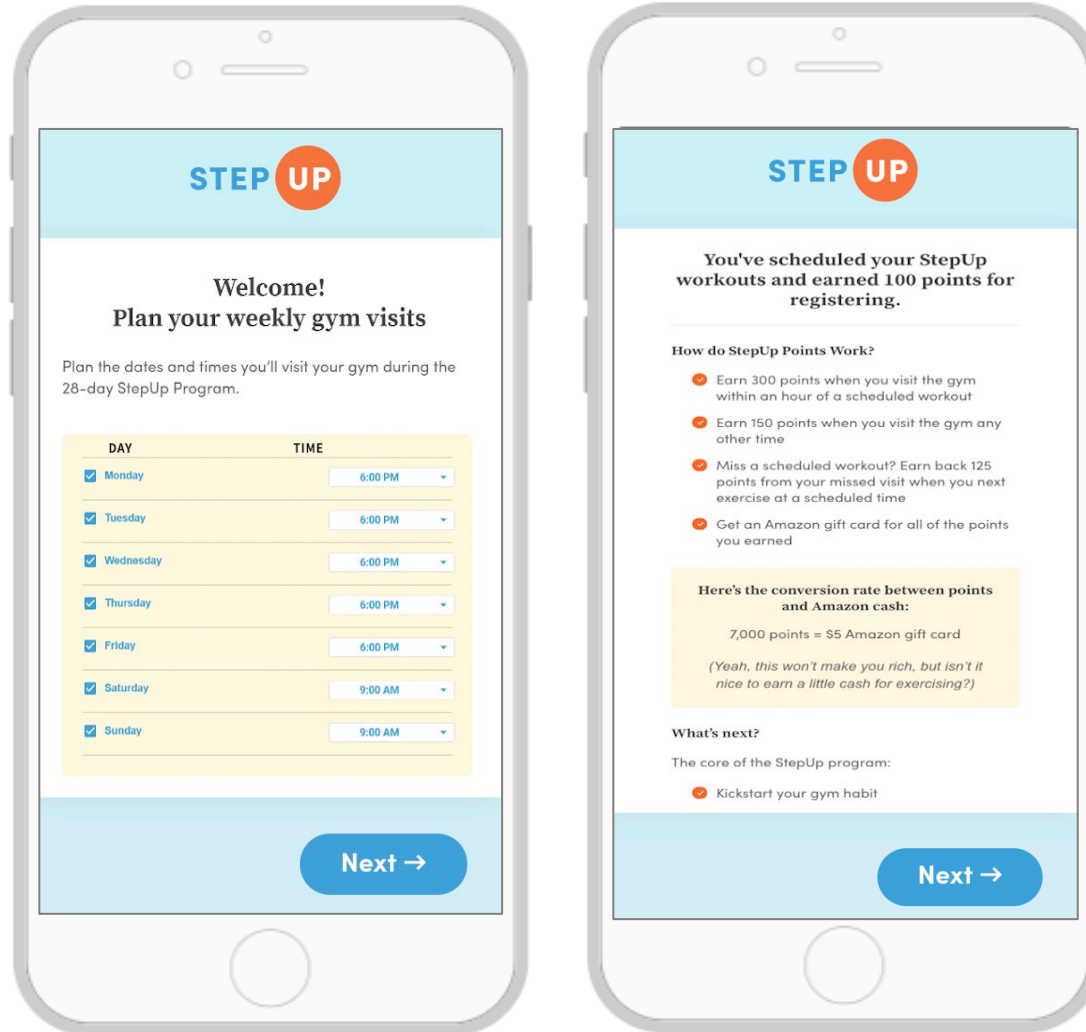 STEP UP
Welcome!
Plan your weekly gym visits
Plan the dates and times you'll visit your gym during the
28-day StepUp Program.
DAY TIME
Monday 6:00 PM
Tuesday 6:00 PM
Wednesday 6:00 PM
Thursday 6:00 PM
Friday 6:00 PM
Saturday 9:00 AM
Sunday 9:00 AM
Next →
STEP UP
You've scheduled your StepUp
workouts and earned 100 points for
registering.
How do StepUp Points Work?
Earn 300 points when you visit the gym
within an hour of a scheduled workout
Earn 150 points when you visit the gym any
other time
Miss a scheduled workout? Earn back 125
points from your missed visit when you next
exercise at a scheduled time
Get an Amazon gift card for all of the points
you earned
Here's the conversion rate between points
and Amazon cash:
7,000 points = $5 Amazon gift card
(Yeah, this won't make you rich, but isn't it
nice to earn a little cash for exercising?)
What's next?
The core of the StepUp program:
Kickstart your gym habit
Next →